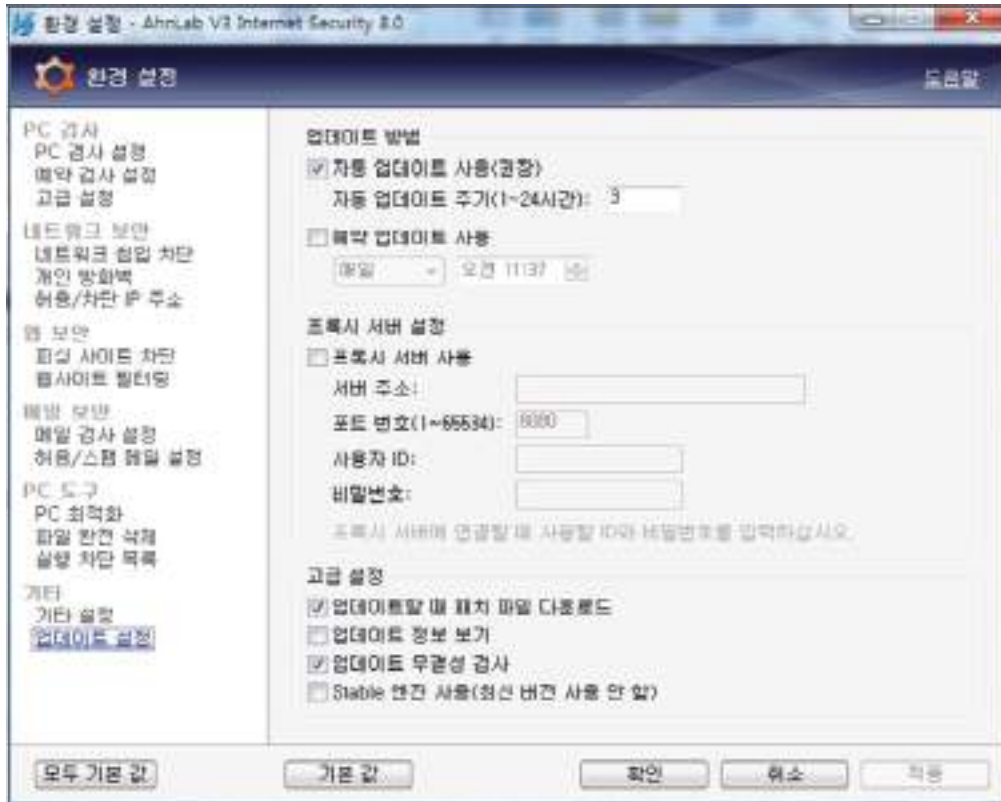 환경 설정 - AhnLab V3 Internet Security 8.0
환경 설정
도움말
PC 검사
PC 검사 설정
예약 검사 설정
고급 설정
네트워크 보안
네트워크 침입 차단
개인 방화벽
허용/차단 IP 주소
웹 보안
피싱 사이트 차단
웹사이트 필터링
메일 보안
메일 검사 설정
허용/스팸 메일 설정
PC 도구
PC 최적화
파일 완전 삭제
실행 차단 목록
기타
기타 설정
업데이트 설정
업데이트 방법
자동 업데이트 사용(권장)
자동 업데이트 주기(1~24시간): 3
예약 업데이트 사용
매일 오전 11:37
프록시 서버 설정
프록시 서버 사용
서버 주소:
포트 번호(1~65534): 8080
사용자 ID:
비밀번호:
프록시 서버에 연결할 때 사용할 ID와 비밀번호를 입력하십시오.
고급 설정
업데이트할 때 패치 파일 다운로드
업데이트 정보 보기
업데이트 무결성 검사
Stable 엔진 사용(최신 버전 사용 안 함)
모두 기본 값
기본 값
확인
취소
적용